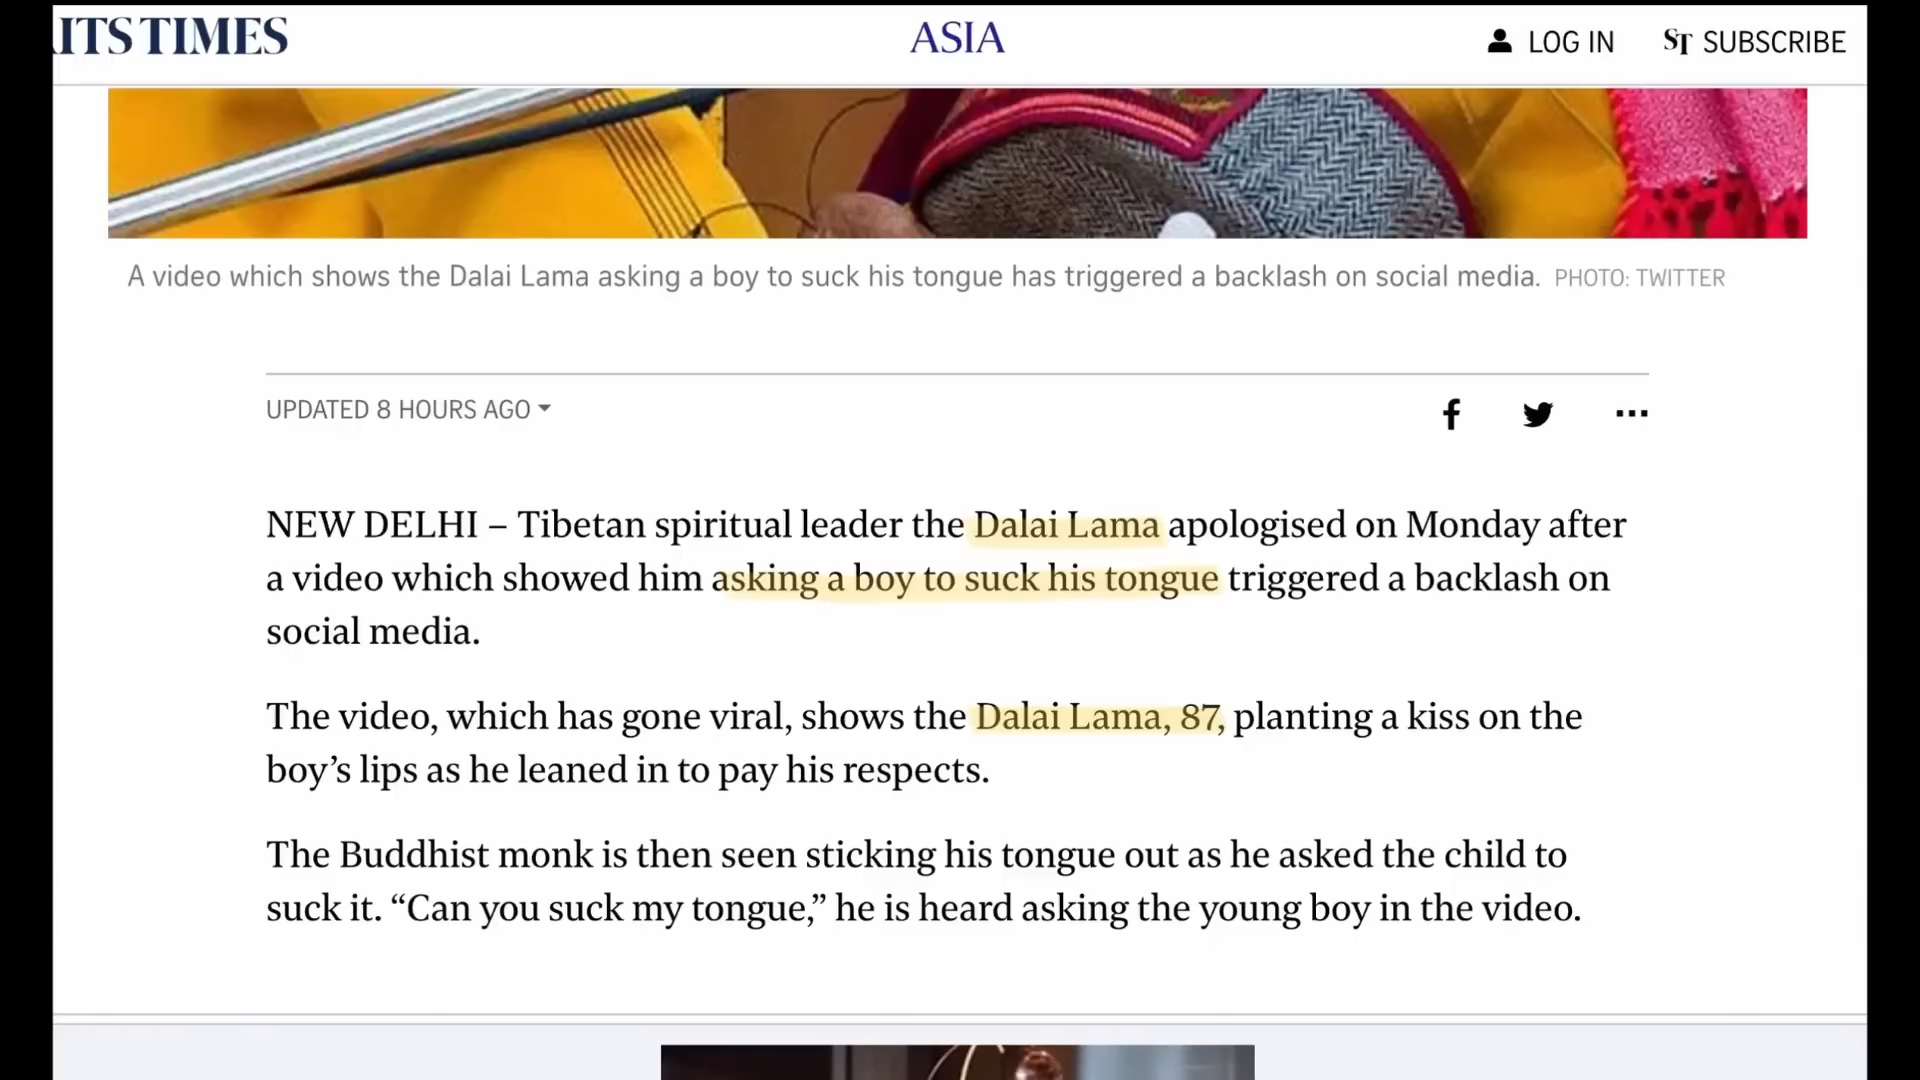 ITS TIMES
ASIA
LOG IN
ST SUBSCRIBE
A video which shows the Dalai Lama asking a boy to suck his tongue has triggered a backlash on social media. PHOTO: TWITTER
UPDATED 8 HOURS AGO
NEW DELHI – Tibetan spiritual leader the Dalai Lama apologised on Monday after
a video which showed him asking a boy to suck his tongue triggered a backlash on
social media.
The video, which has gone viral, shows the Dalai Lama, 87, planting a kiss on the
boy’s lips as he leaned in to pay his respects.
The Buddhist monk is then seen sticking his tongue out as he asked the child to
suck it. “Can you suck my tongue,” he is heard asking the young boy in the video.